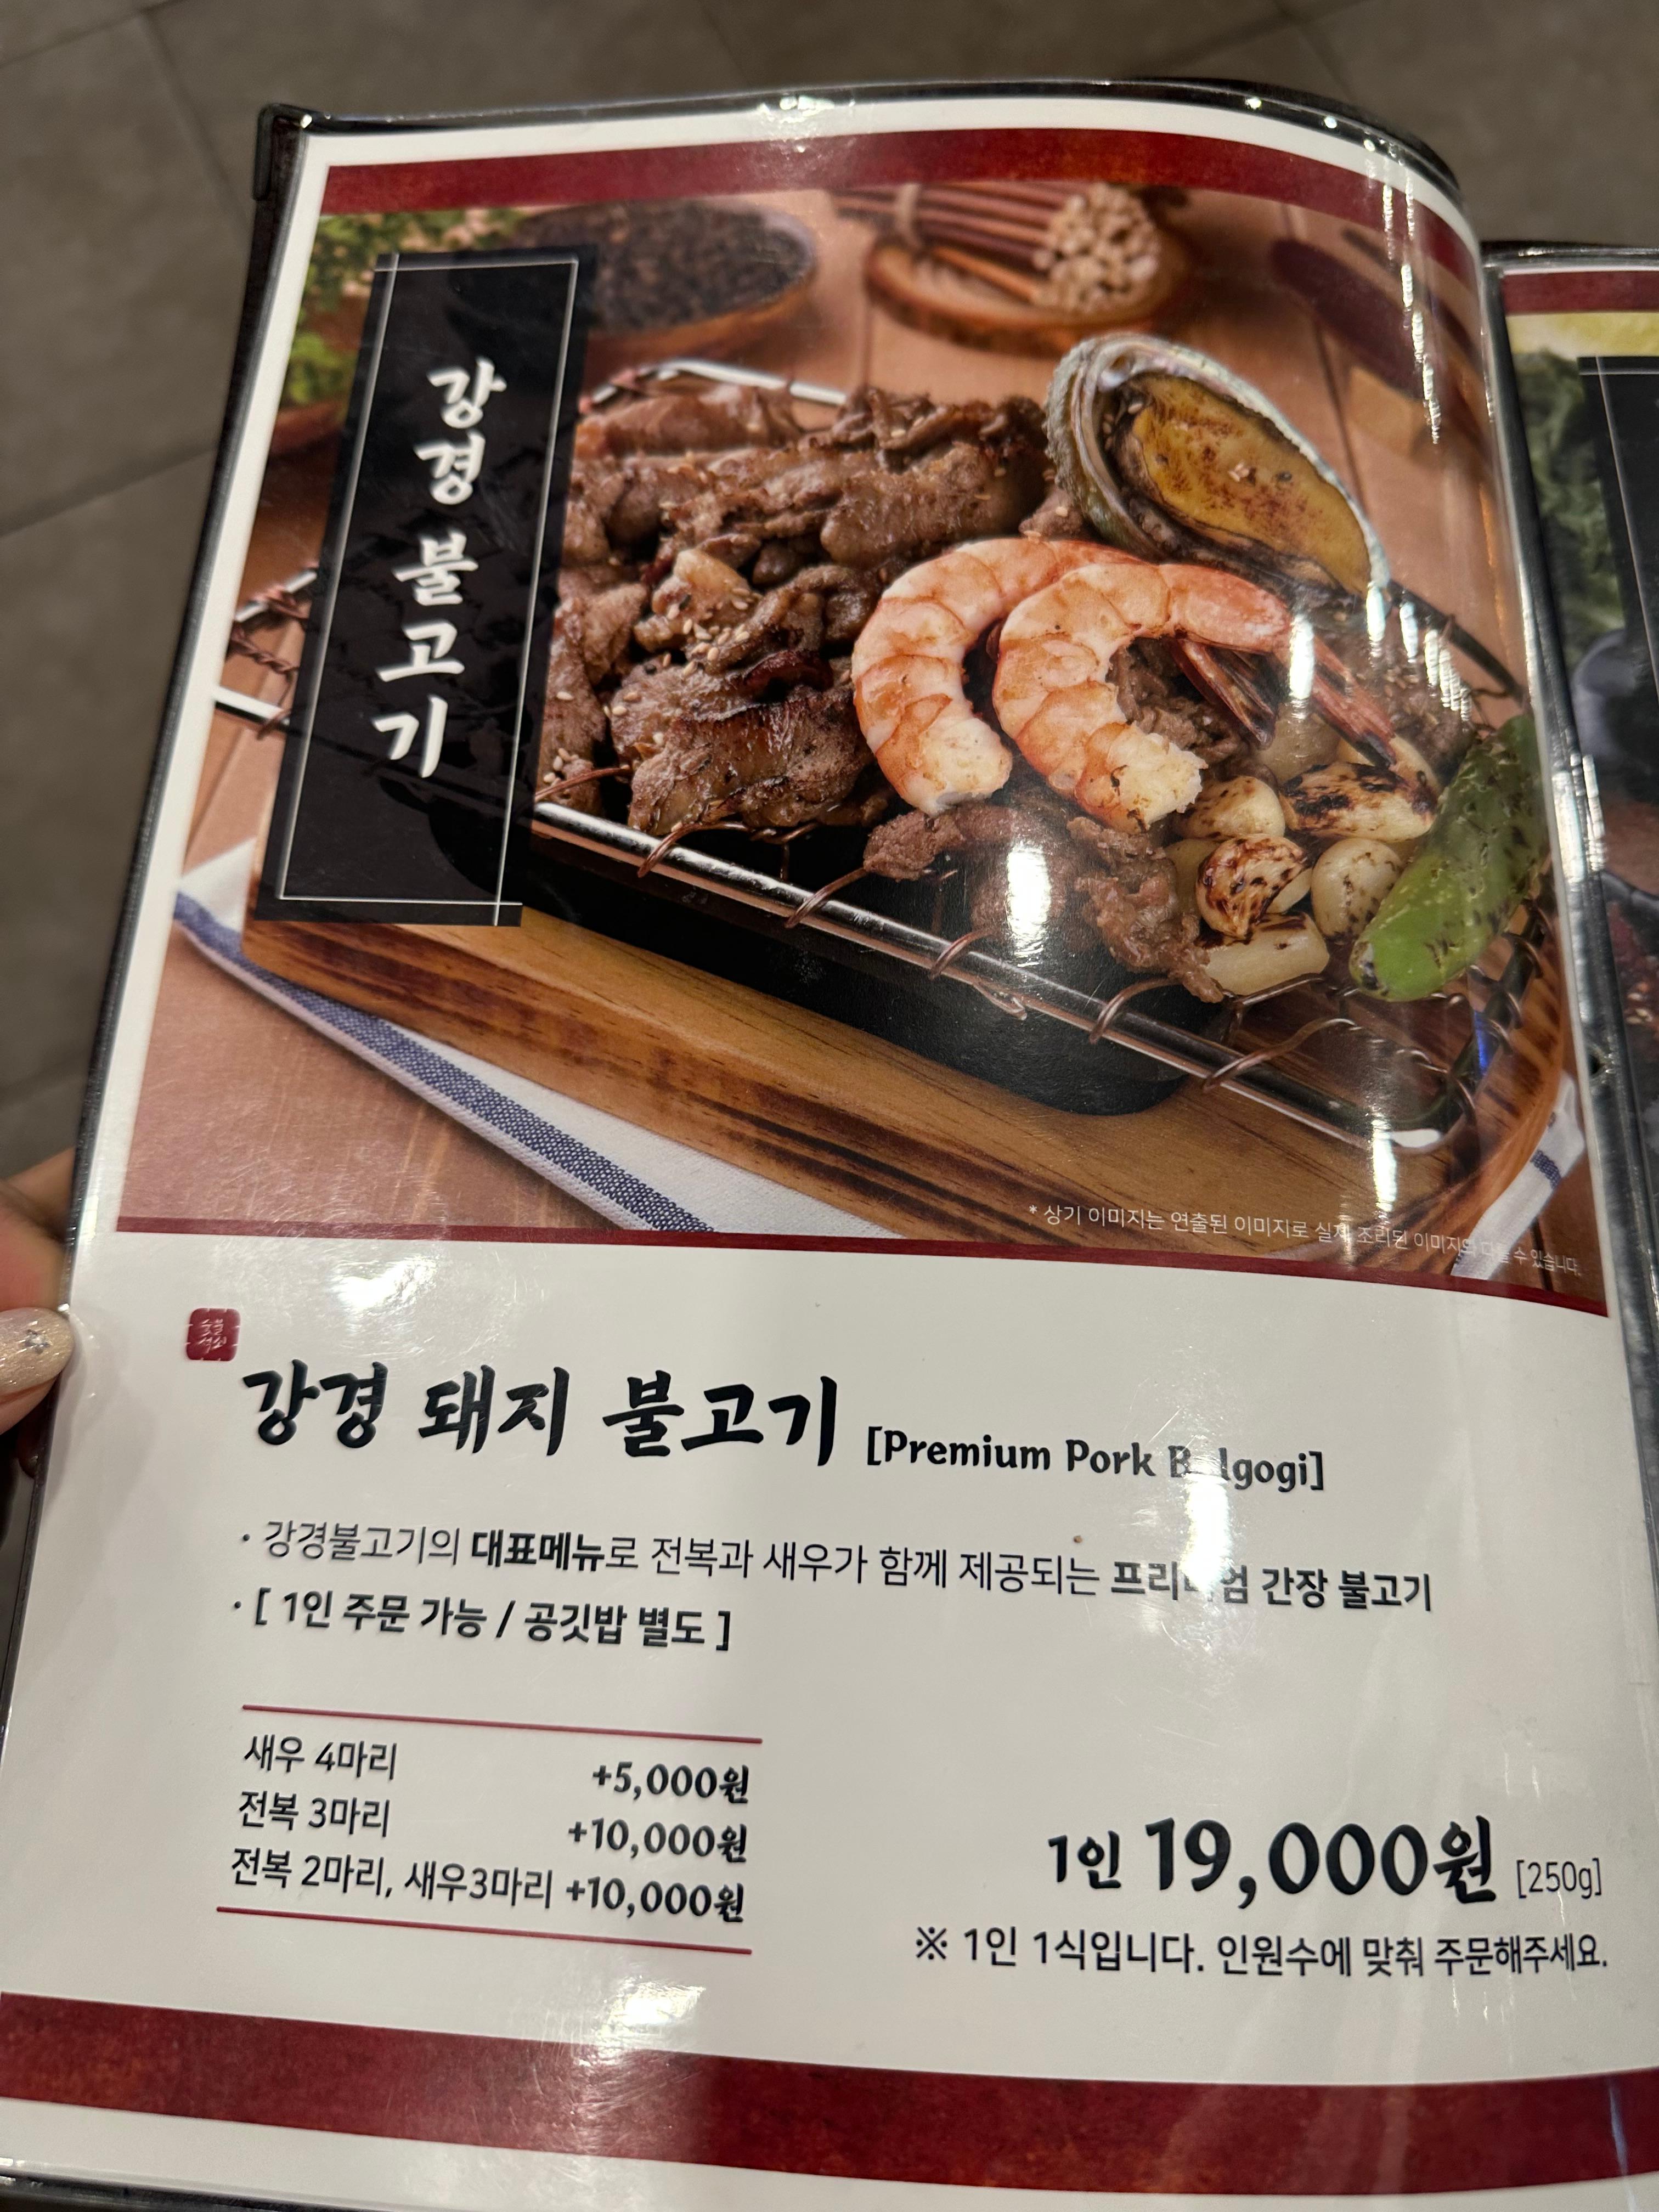 강경 불고기
* 상기 이미지는 연출된 이미지로 실제 조리된 이미지와 다를 수 있습니다.
강경 돼지 불고기 [Premium Pork Bulgogi]
· 강경불고기의 대표메뉴로 전복과 새우가 함께 제공되는 프리미엄 간장 불고기
· [ 1인 주문 가능 / 공깃밥 별도 ]
새우 4마리 +5,000원
전복 3마리 +10,000원
전복 2마리, 새우3마리 +10,000원
1인 19,000원 [250g]
※ 1인 1식입니다. 인원수에 맞춰 주문해주세요.